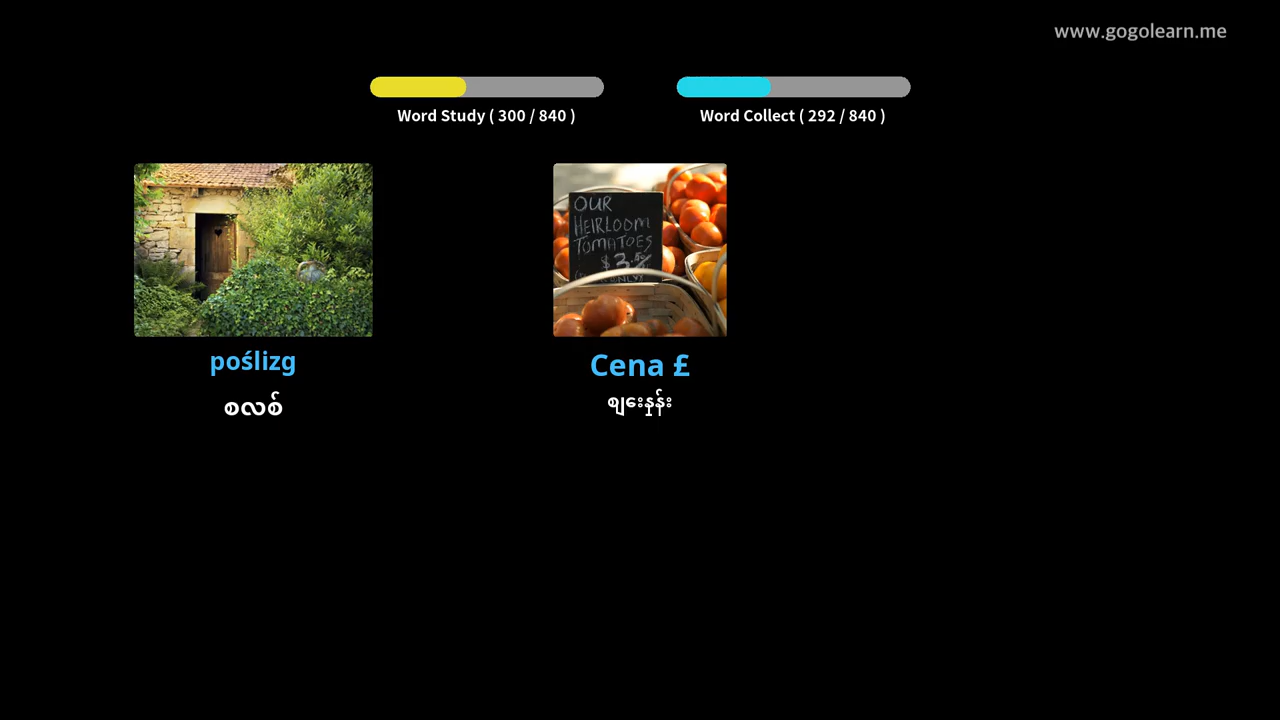 www.gogolearn.me
Word Study ( 300 / 840 )
Word Collect ( 292 / 840 )
OUR
HEIRLOOM
TOMATOES
poślizg
Cena £
စလစ်
ဈေးနှုန်း